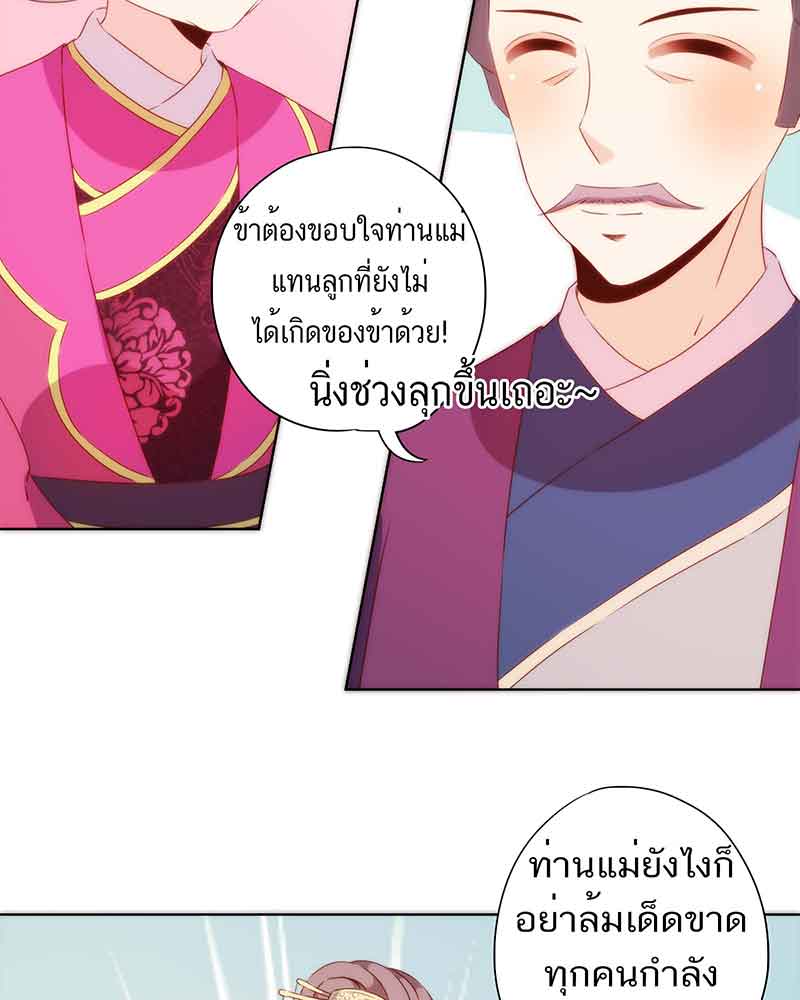 ข้าต้องขอบใจท่านแม่
แทนลูกที่ยังไม่
ได้เกิดของข้าด้วย!
นิ่งช่วงลุกขึ้นเถอะ~
ท่านแม่ยังไงก็
อย่าล้มเด็ดขาด
ทุกคนกำลัง